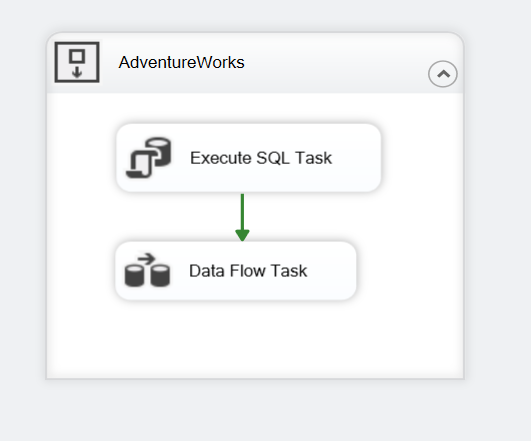 AdventureWorks
Execute SQL Task
Data Flow Task